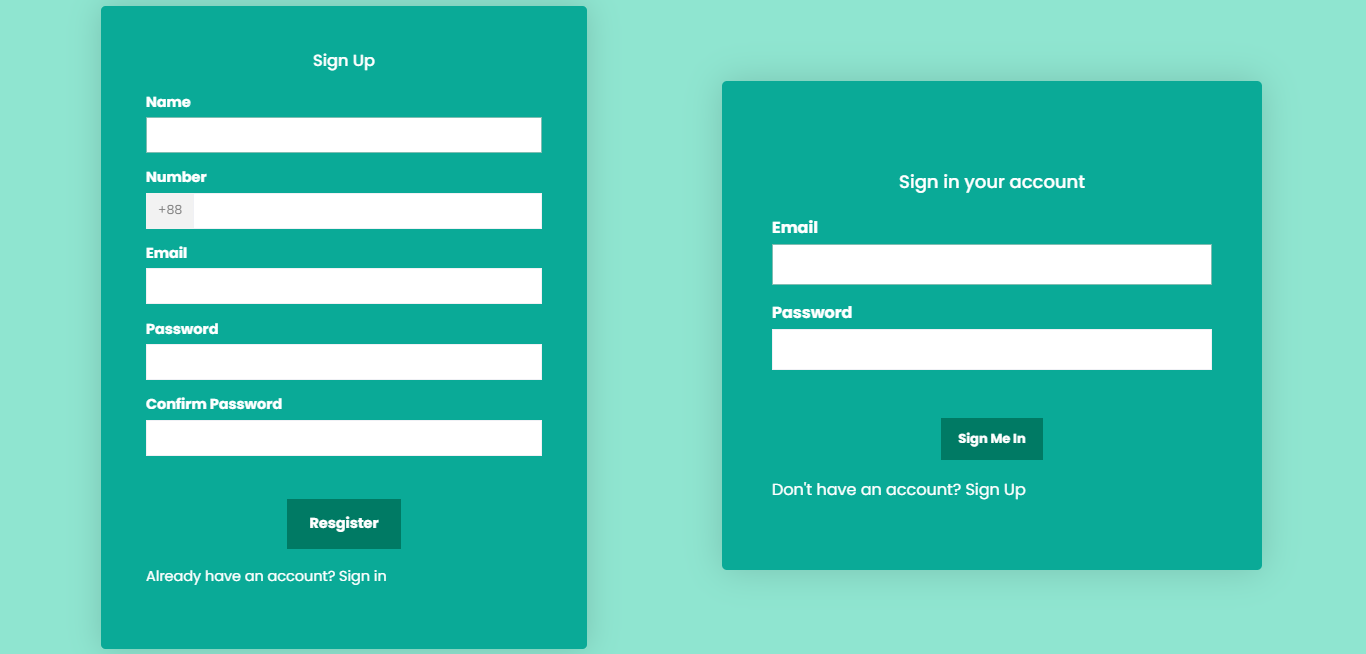 Sign Up
Name
Number
+88
Email
Password
Confirm Password
Resgister
Already have an account? Sign in
Sign in your account
Email
Password
Sign Me In
Don't have an account? Sign Up